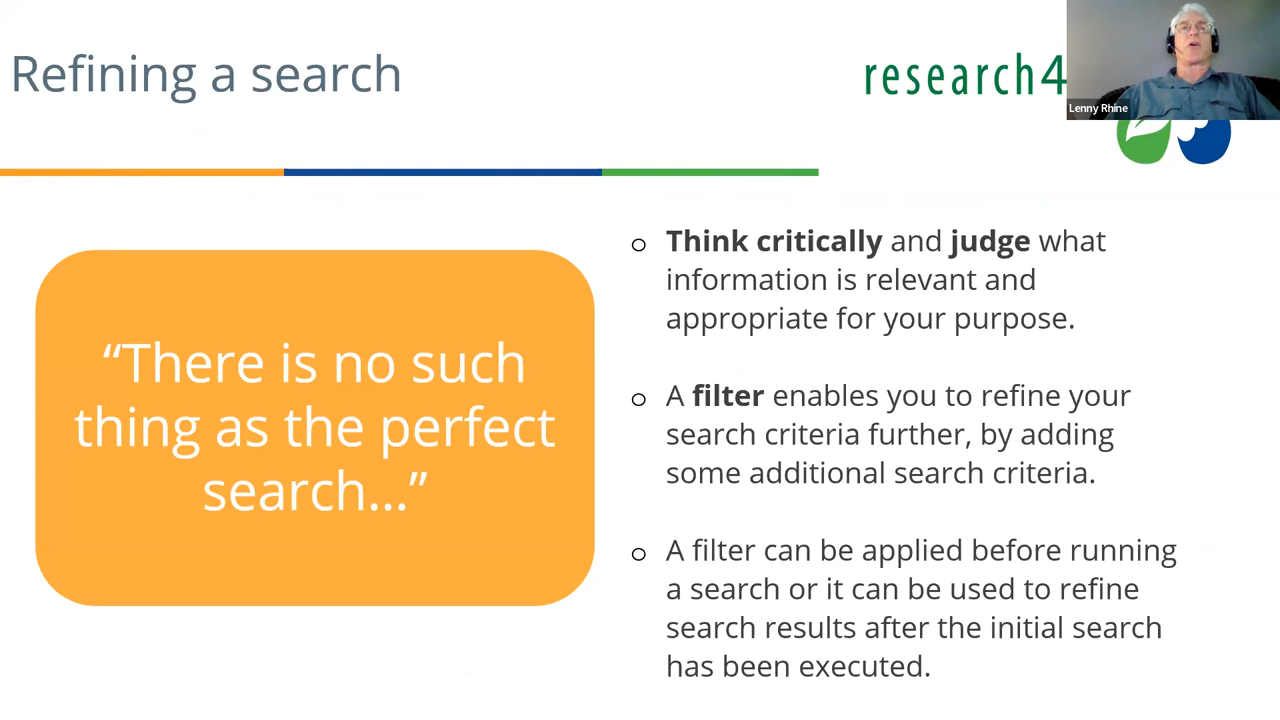 Refining a search
research4
Lenny Rhine
“There is no such
thing as the perfect
search...”
o Think critically and judge what
information is relevant and
appropriate for your purpose.
o A filter enables you to refine your
search criteria further, by adding
some additional search criteria.
o A filter can be applied before running
a search or it can be used to refine
search results after the initial search
has been executed.